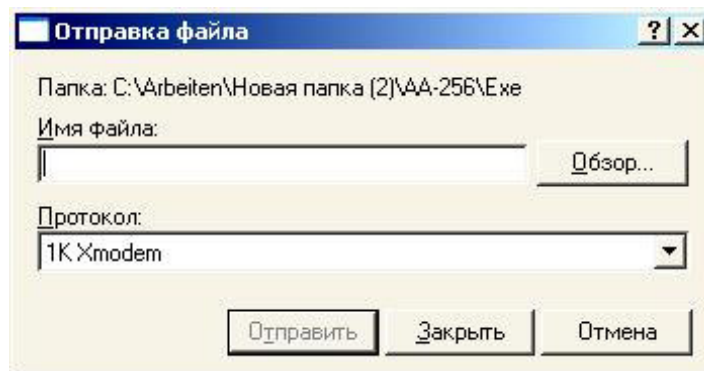 Отправка файла
Папка: C:\Arbeiten\Новая папка (2)\AA-256\Exe
Имя файла:
Обзор...
Протокол:
1K Xmodem
Отправить Закрыть Отмена